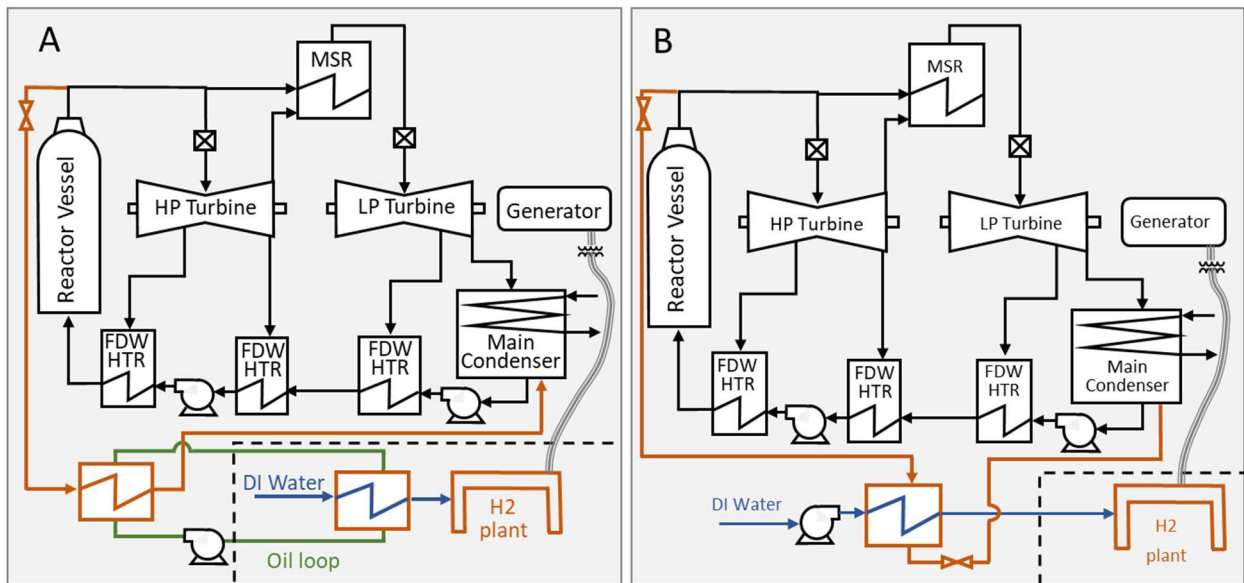 A
MSR
Reactor Vessel
HP Turbine
LP Turbine
Generator
FDW
HTR
FDW
HTR
FDW
HTR
Main
Condenser
DI Water
H2
plant
Oil loop
B
MSR
Reactor Vessel
HP Turbine
LP Turbine
Generator
FDW
HTR
FDW
HTR
FDW
HTR
Main
Condenser
DI Water
H2
plant